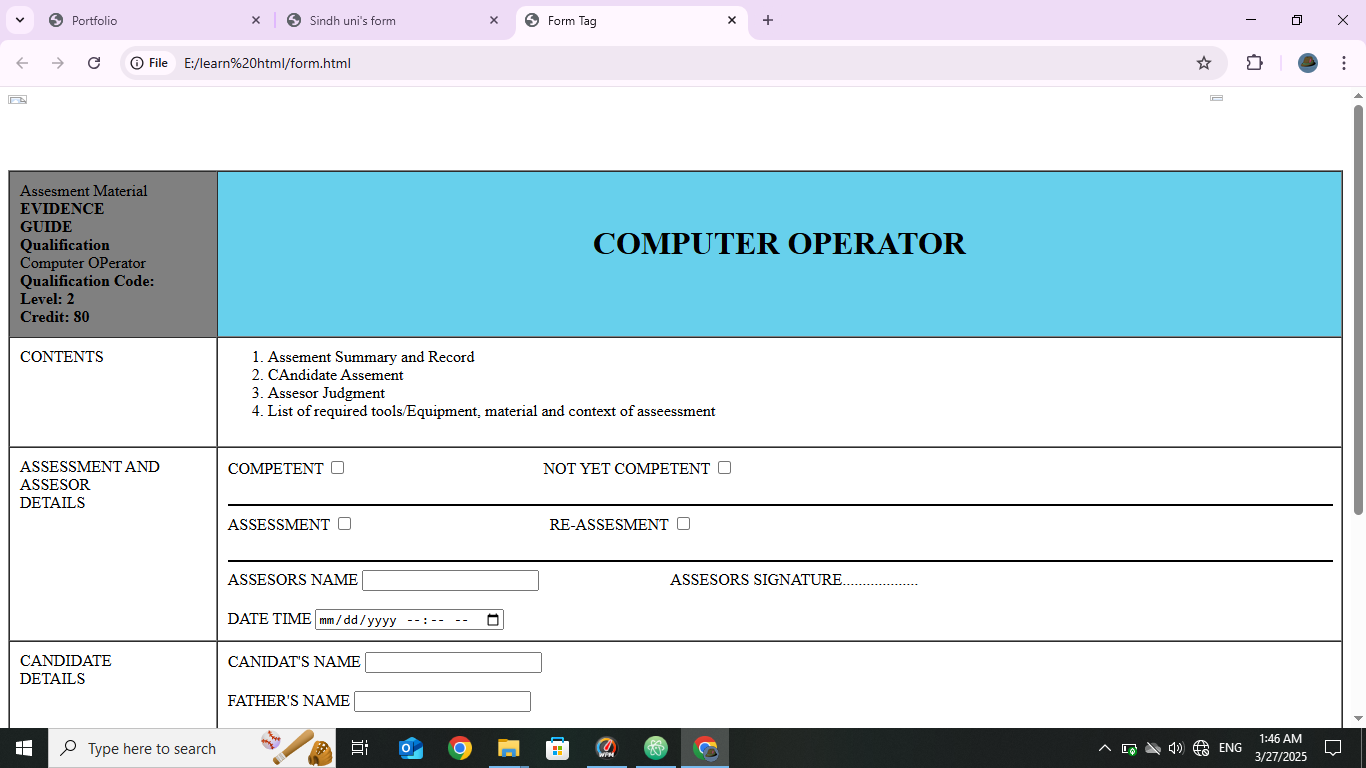 Portfolio
Sindh uni's form
Form Tag
File
E:/learn%20html/form.html
Assesment Material
EVIDENCE
GUIDE
Qualification
Computer OPerator
Qualification Code:
Level: 2
Credit: 80
COMPUTER OPERATOR
CONTENTS
1. Assement Summary and Record
2. CAndidate Assement
3. Assesor Judgment
4. List of required tools/Equipment, material and context of asseessment
ASSESSMENT AND
ASSESOR
DETAILS
COMPETENT NOT YET COMPETENT
ASSESSMENT RE-ASSESMENT
ASSESORS NAME ASSESORS SIGNATURE...................
DATE TIME mm/dd/yyyy --:-- --
CANDIDATE
DETAILS
CANIDAT'S NAME
FATHER'S NAME
Type here to search
WPM
ENG
1:46 AM
3/27/2025